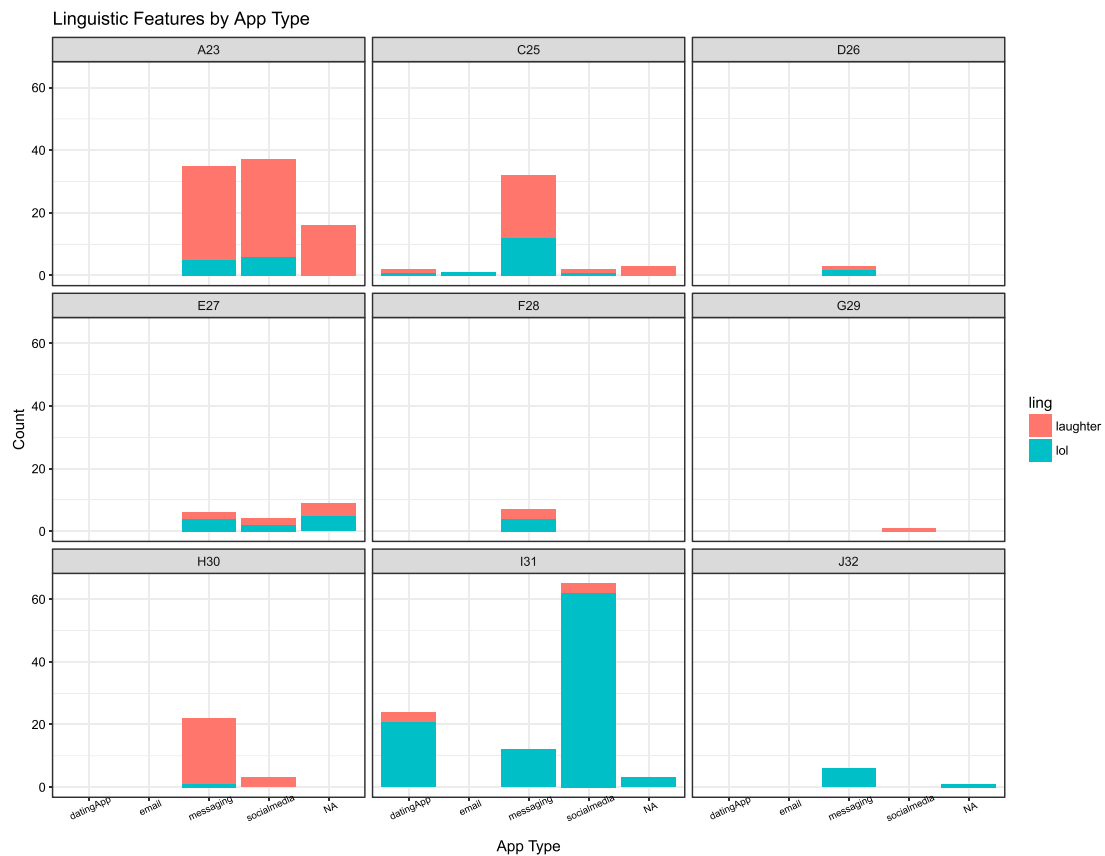 Linguistic Features by App Type
A23
C25
D26
60
40
20
0
E27
F28
G29
60
40
20
0
H30
I31
J32
60
40
20
0
datingApp email messaging socialmedia NA
datingApp email messaging socialmedia NA
datingApp email messaging socialmedia NA
Count
App Type
ling
laughter
lol